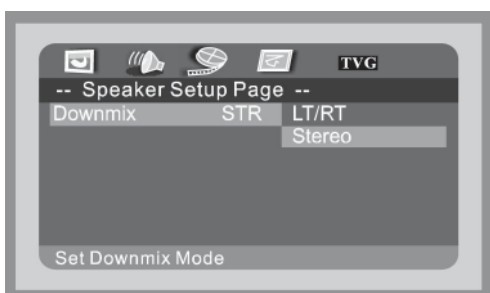 TVG
-- Speaker Setup Page --
Downmix STR LT/RT
Stereo
Set Downmix Mode